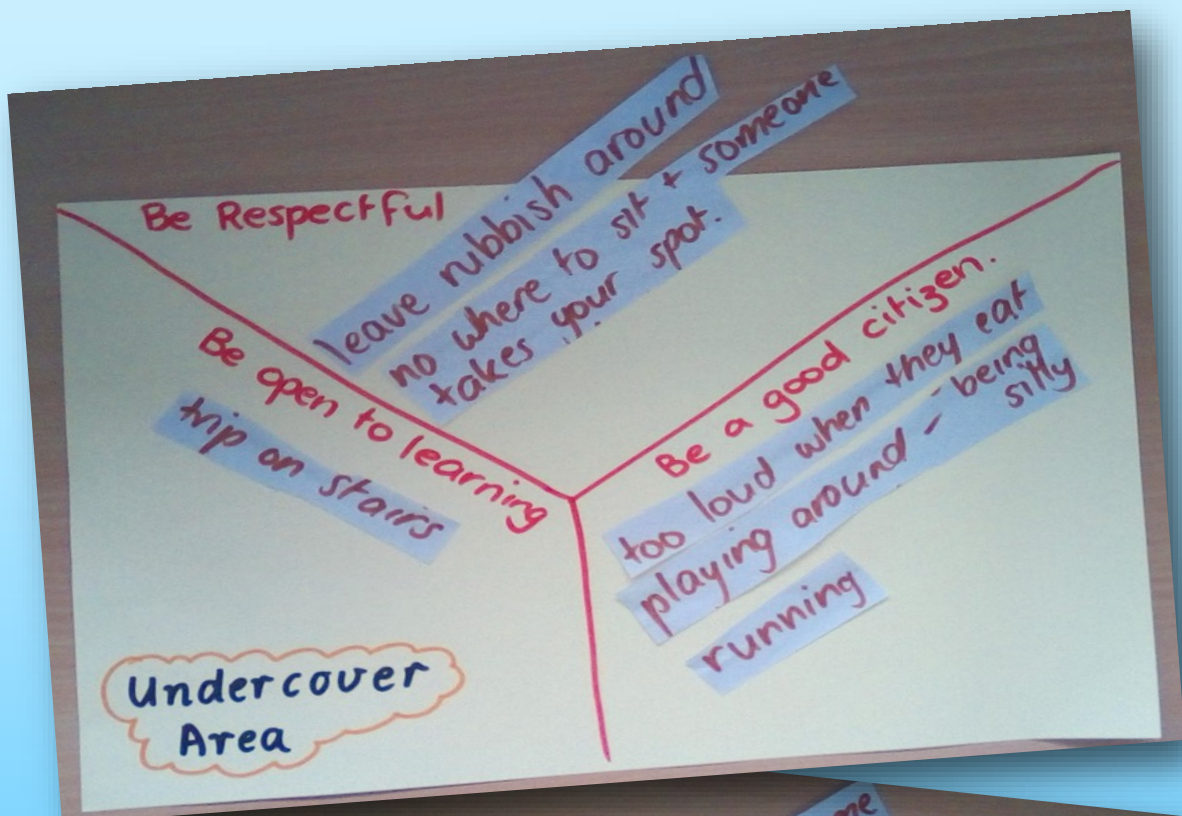 Be Respectful
leave rubbish around
no where to sit + someone
takes your spot.
Be open to learning
trip on stairs
Be a good citizen.
too loud when they eat
playing around - being
silly
running
Undercover
Area